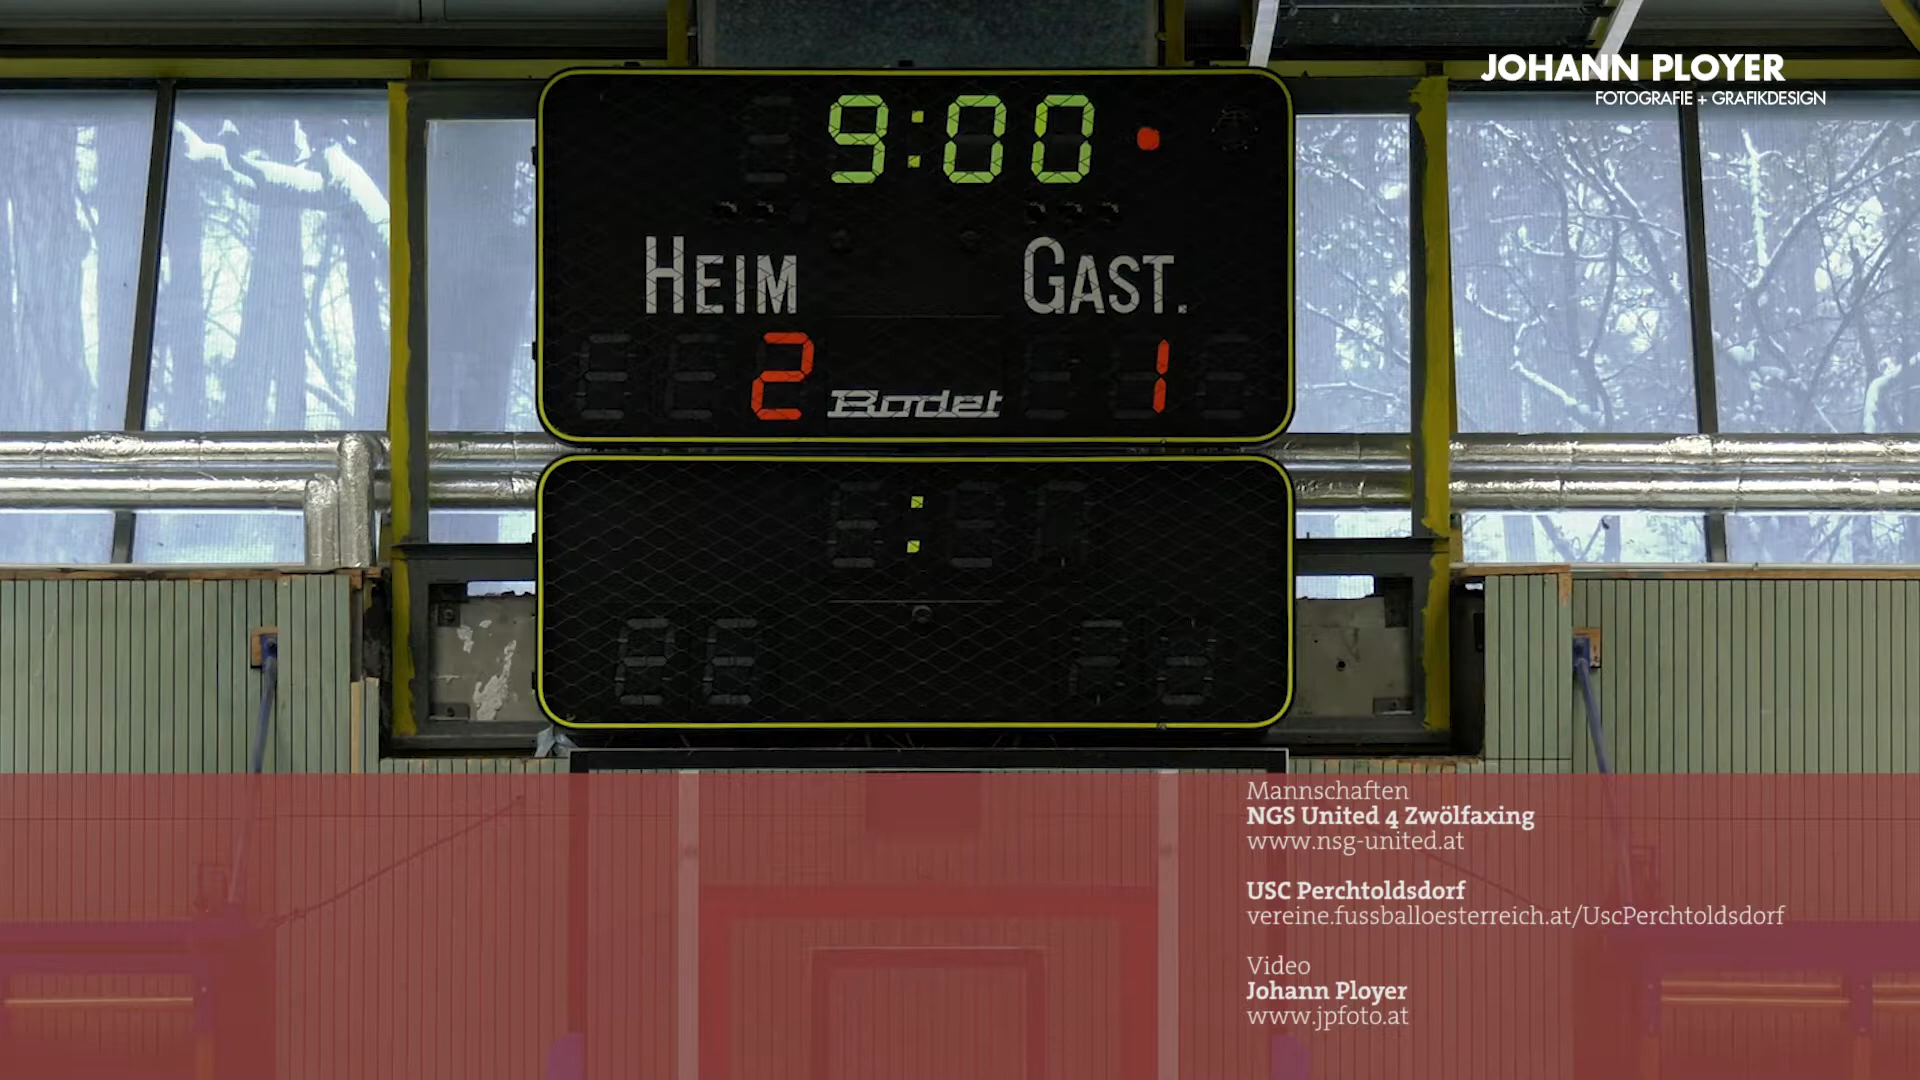 JOHANN PLOYER
FOTOGRAFIE + GRAFIKDESIGN
9:00
HEIM GAST.
2 Bodet 1
:
Mannschaften
NGS United 4 Zwölfaxing
www.nsg-united.at
USC Perchtoldsdorf
vereine.fussballoesterreich.at/UscPerchtoldsdorf
Video
Johann Ployer
www.jpfoto.at